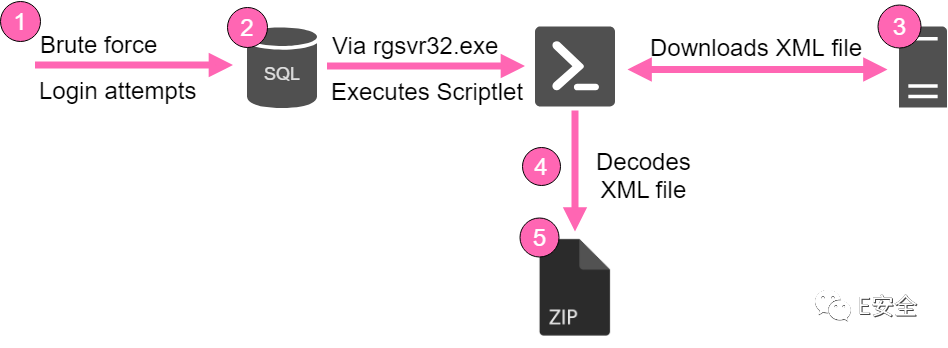 1
Brute force
Login attempts
2
SQL
Via rgsvr32.exe
Executes Scriptlet
Downloads XML file
3
4
Decodes
XML file
5
ZIP
E安全